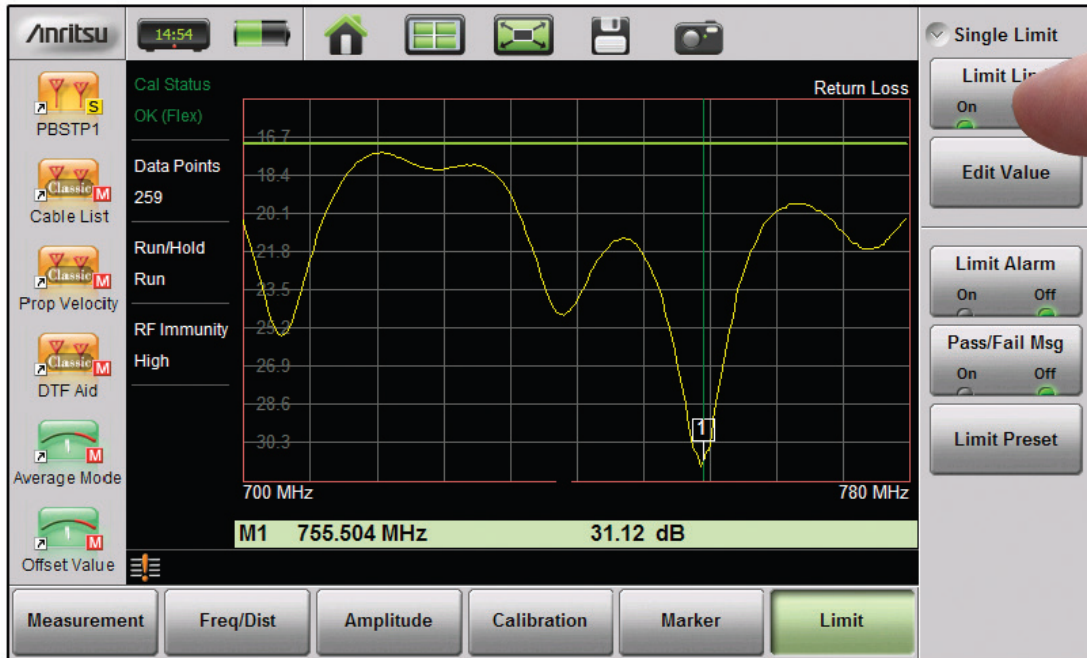 Anritsu
14:54
PBSTP1
S
Classic M
Cable List
Classic M
Prop Velocity
Classic M
DTF Aid
M
Average Mode
M
Offset Value
Cal Status
OK (Flex)
Data Points
259
Run/Hold
Run
RF Immunity
High
Return Loss
16.7
18.4
20.1
21.8
23.5
25.2
26.9
28.6
30.3
1
700 MHz
780 MHz
M1 755.504 MHz 31.12 dB
Single Limit
Limit
On
Edit Value
Limit Alarm
On Off
Pass/Fail Msg
On Off
Limit Preset
Measurement
Freq/Dist
Amplitude
Calibration
Marker
Limit